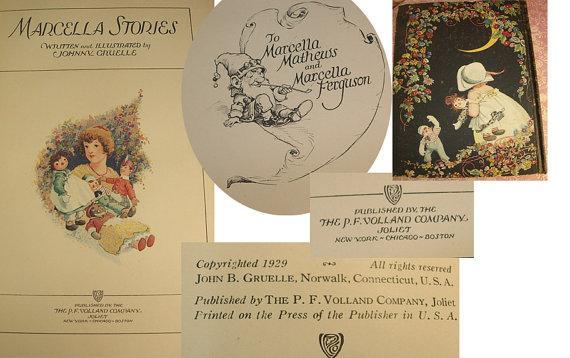 MARCELLA STORIES
WRITTEN and ILLUSTRATED by
JOHNNY GRUELLE
PUBLISHED BY
THE P. F. VOLLAND COMPANY
JOLIET
NEW YORK ~ CHICAGO ~ BOSTON
To
Marcella
Mathews
and
Marcella
Ferguson
PUBLISHED BY THE
THE P. F. VOLLAND COMPANY
JOLIET
NEW YORK ~ CHICAGO ~ BOSTON
Copyrighted 1929 All rights reserved
JOHN B. GRUELLE, Norwalk, Connecticut, U. S. A.
Published by THE P. F. VOLLAND COMPANY, Joliet
Printed on the Press of the Publisher in U. S. A.